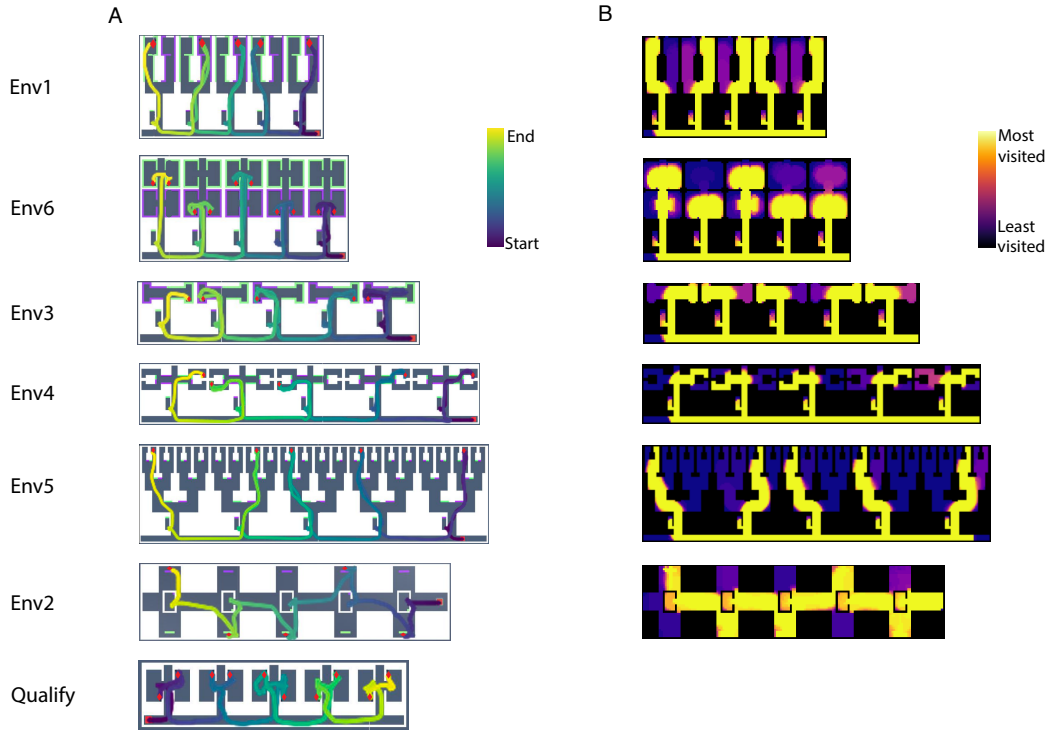 A
B
Env1
End
Start
Most
visited
Least
visited
Env6
Env3
Env4
Env5
Env2
Qualify